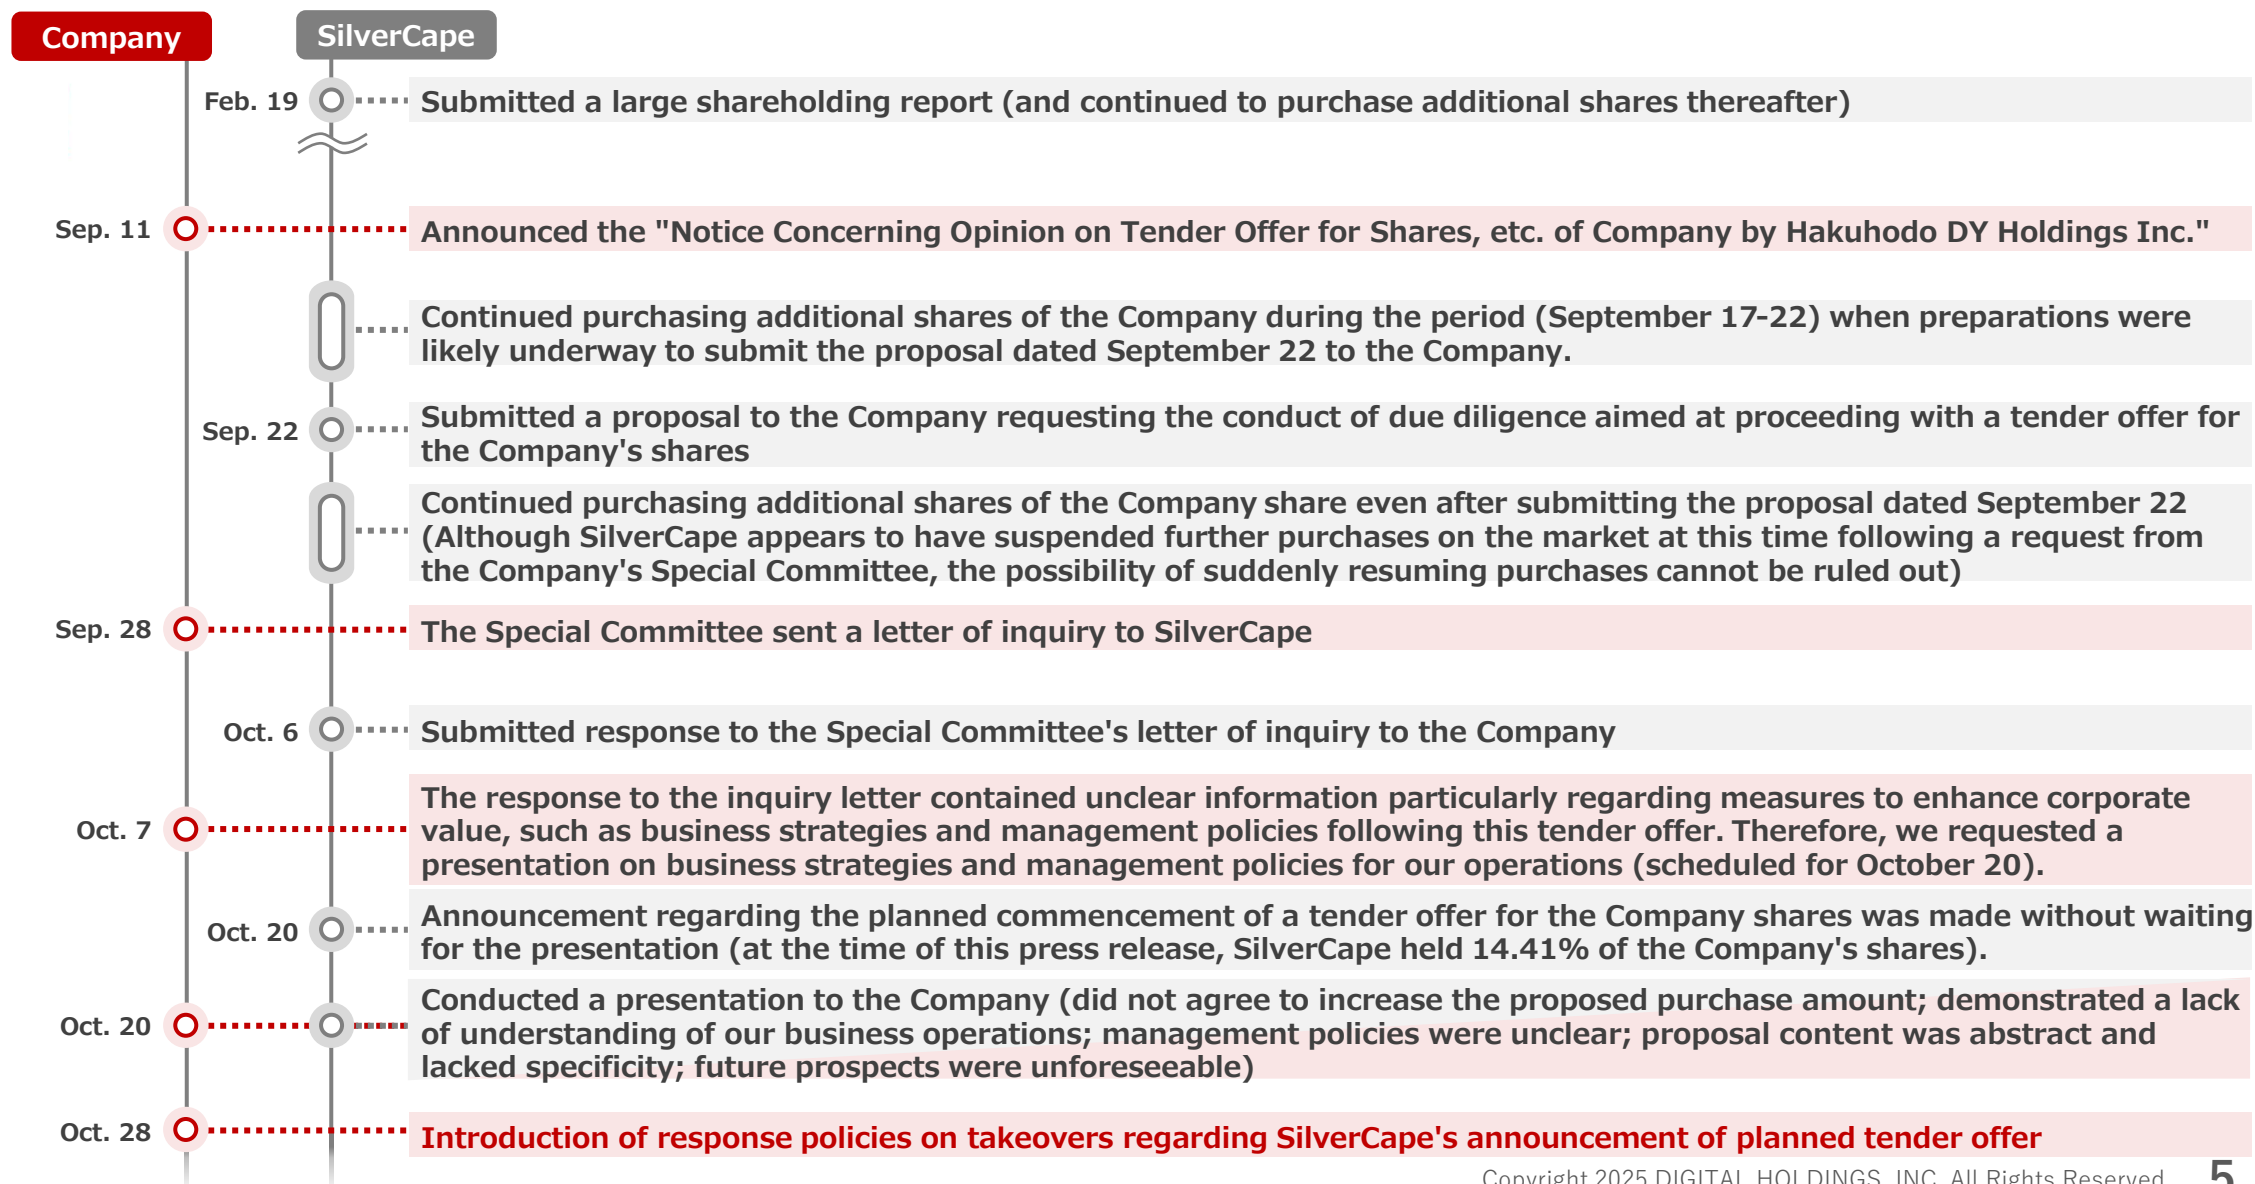 Company
SilverCape
Feb. 19
Submitted a large shareholding report (and continued to purchase additional shares thereafter)
Sep. 11
Announced the "Notice Concerning Opinion on Tender Offer for Shares, etc. of Company by Hakuhodo DY Holdings Inc."
Continued purchasing additional shares of the Company during the period (September 17-22) when preparations were
likely underway to submit the proposal dated September 22 to the Company.
Sep. 22
Submitted a proposal to the Company requesting the conduct of due diligence aimed at proceeding with a tender offer for
the Company's shares
Continued purchasing additional shares of the Company share even after submitting the proposal dated September 22
(Although SilverCape appears to have suspended further purchases on the market at this time following a request from
the Company's Special Committee, the possibility of suddenly resuming purchases cannot be ruled out)
Sep. 28
The Special Committee sent a letter of inquiry to SilverCape
Oct. 6
Submitted response to the Special Committee's letter of inquiry to the Company
Oct. 7
The response to the inquiry letter contained unclear information particularly regarding measures to enhance corporate
value, such as business strategies and management policies following this tender offer. Therefore, we requested a
presentation on business strategies and management policies for our operations (scheduled for October 20).
Oct. 20
Announcement regarding the planned commencement of a tender offer for the Company shares was made without waiting
for the presentation (at the time of this press release, SilverCape held 14.41% of the Company's shares).
Oct. 20
Conducted a presentation to the Company (did not agree to increase the proposed purchase amount; demonstrated a lack
of understanding of our business operations; management policies were unclear; proposal content was abstract and
lacked specificity; future prospects were unforeseeable)
Oct. 28
Introduction of response policies on takeovers regarding SilverCape's announcement of planned tender offer
Copyright 2025 DIGITAL HOLDINGS, INC. All Rights Reserved.
5